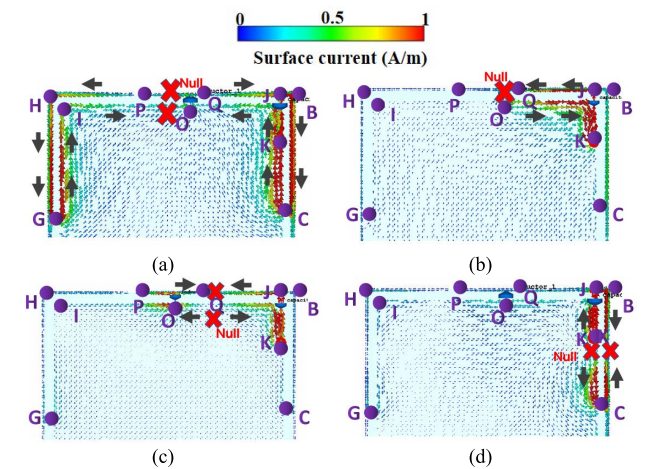 0 0.5 1
Surface current (A/m)
Null
H I P O Q J B
K
G C
(a)
Null
H I P O Q J B
K
G C
(b)
H I P O Q J B
Null
K
G C
(c)
H I P O Q J B
K
Null
G C
(d)